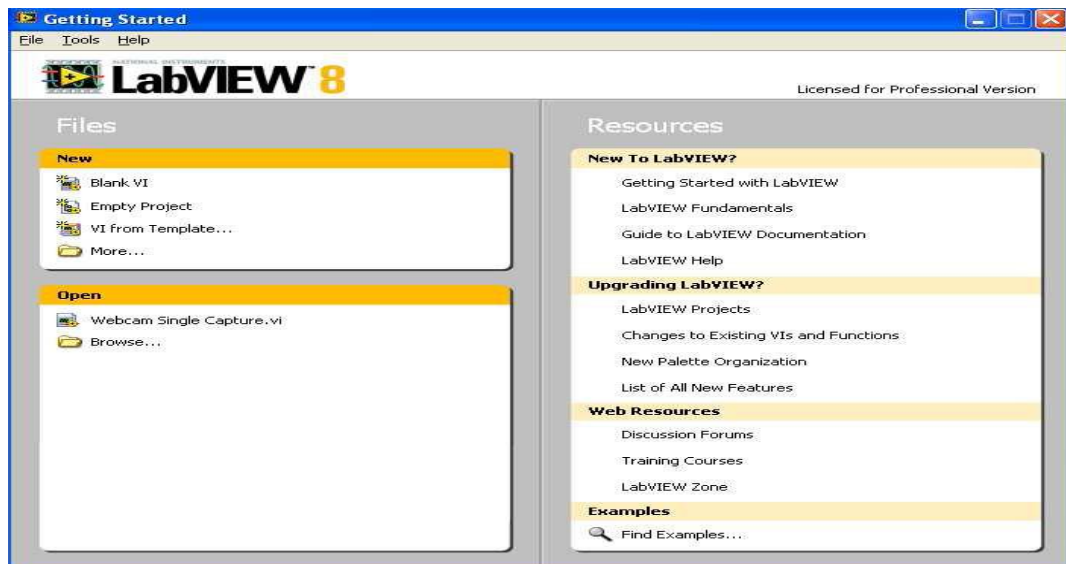 Getting Started
File Tools Help
NATIONAL INSTRUMENTS
LabVIEW 8
Licensed for Professional Version
Files
New
Blank VI
Empty Project
VI from Template...
More...
Open
Webcam Single Capture.vi
Browse...
Resources
New To LabVIEW?
Getting Started with LabVIEW
LabVIEW Fundamentals
Guide to LabVIEW Documentation
LabVIEW Help
Upgrading LabVIEW?
LabVIEW Projects
Changes to Existing VIs and Functions
New Palette Organization
List of All New Features
Web Resources
Discussion Forums
Training Courses
LabVIEW Zone
Examples
Find Examples...